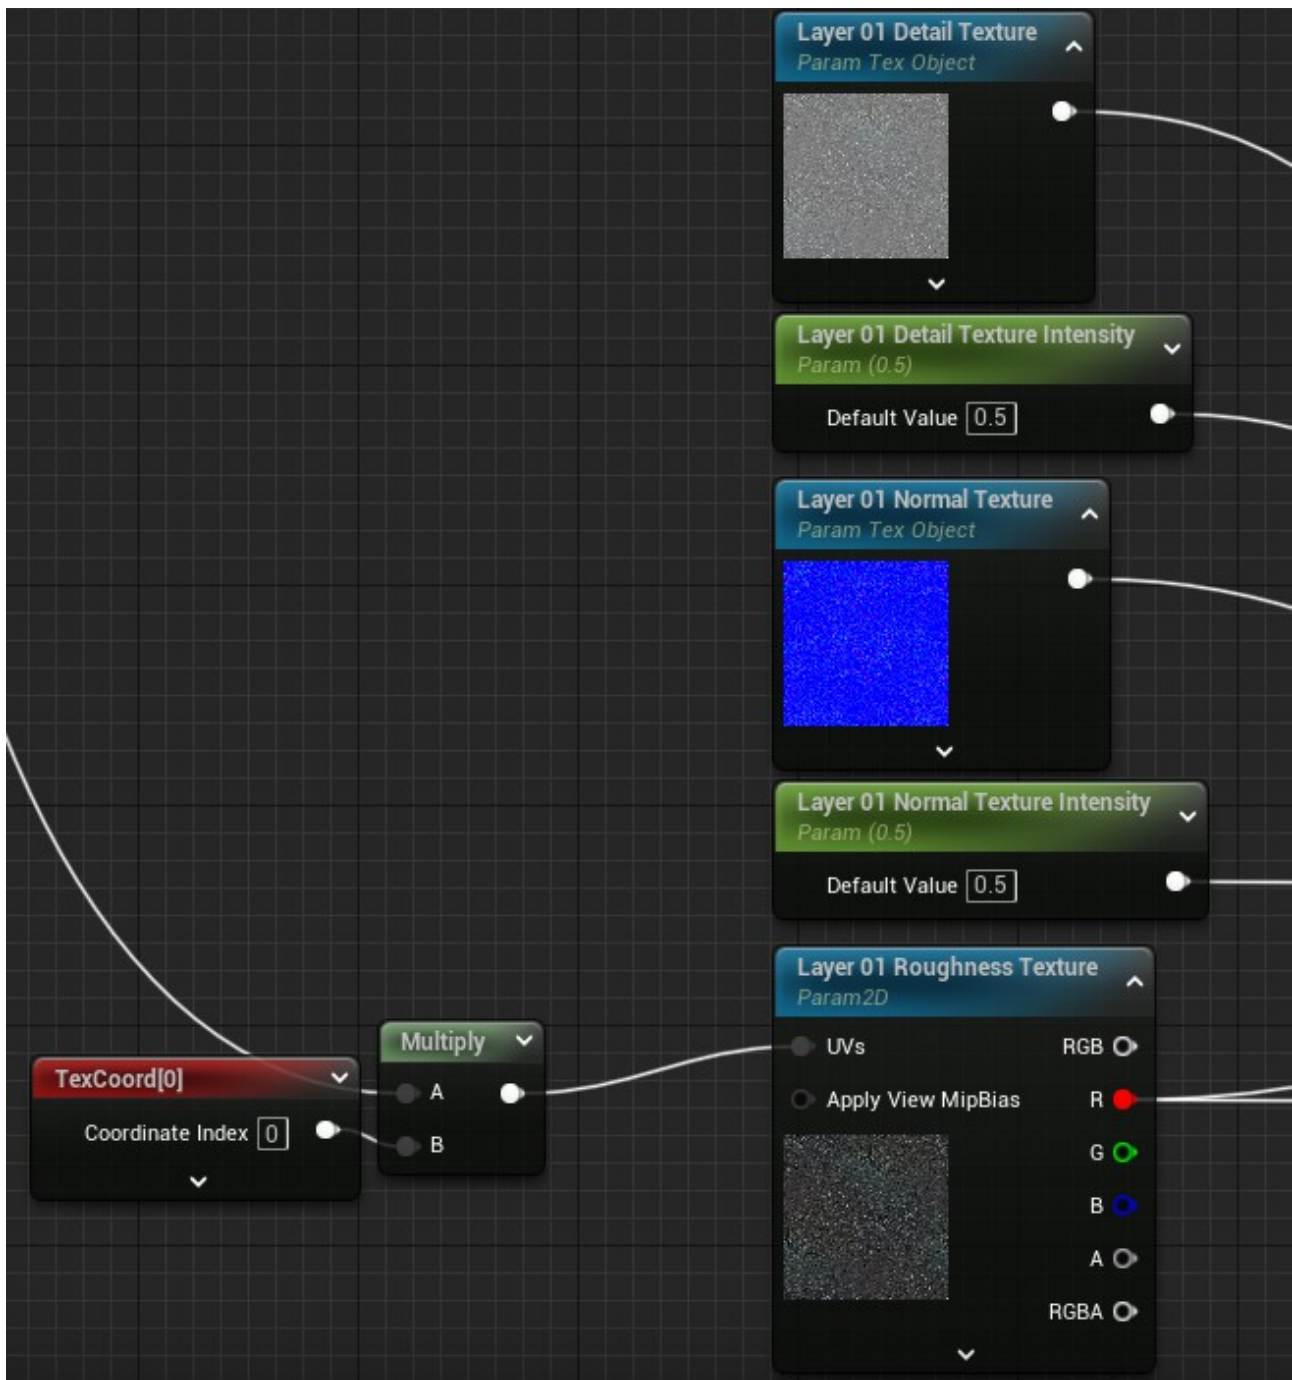 Layer 01 Detail Texture
Param Tex Object
Layer 01 Detail Texture Intensity
Param (0.5)
Default Value 0.5
Layer 01 Normal Texture
Param Tex Object
Layer 01 Normal Texture Intensity
Param (0.5)
Default Value 0.5
Layer 01 Roughness Texture
Param2D
UVs RGB
Apply View MipBias R
G
B
A
RGBA
Multiply
A
B
TexCoord[0]
Coordinate Index 0